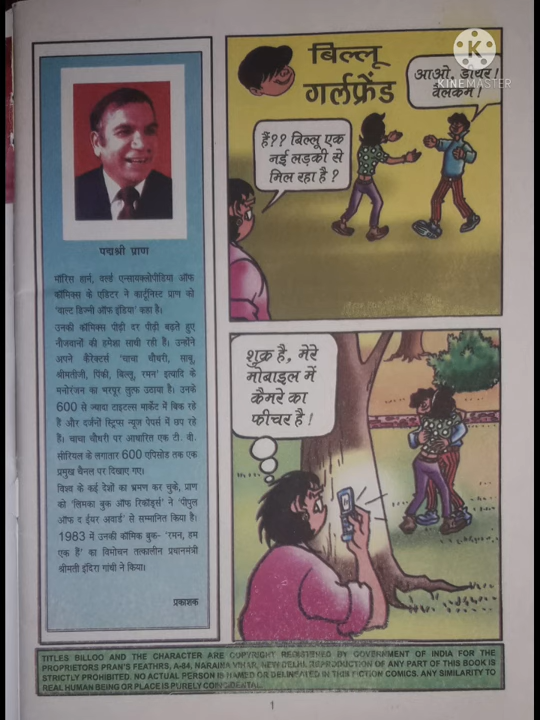 पद्मश्री प्राण
मॉरिस हार्न, वर्ल्ड एन्सायक्लोपीडिया ऑफ
कॉमिक्स के एडिटर ने कार्टूनिस्ट प्राण को
'वाल्ट डिज्नी ऑफ इंडिया' कहा है।
उनकी कॉमिक्स पीढ़ी दर पीढ़ी बढ़ते हुए
नौजवानों की हमेशा साथी रही हैं। उन्होंने
अपने कैरेक्टर्स 'चाचा चौधरी, साबू,
श्रीमतीजी, पिंकी, बिल्लू, रमन' इत्यादि के
मनोरंजन का भरपूर लुत्फ उठाया है। उनके
600 से ज्यादा टाइटल्स मार्केट में बिक रहे
हैं और दर्जनों स्ट्रिप्स न्यूज पेपर्स में छप रहे
हैं। चाचा चौधरी पर आधारित एक टी. वी.
सीरियल के लगातार 600 एपिसोड तक एक
प्रमुख चैनल पर दिखाए गए।
विश्व के कई देशों का भ्रमण कर चुके, प्राण
को 'लिमका बुक ऑफ रिकॉर्ड्स' ने 'पीपुल
ऑफ द ईयर अवार्ड' से सम्मानित किया है।
1983 में उनकी कॉमिक बुक- 'रमन, हम
एक हैं' का विमोचन तत्कालीन प्रधानमंत्री
श्रीमती इंदिरा गांधी ने किया।
प्रकाशक
बिल्लू
गर्लफ्रेंड
आओ, डीयर!
वैलकम!
KINEMASTER
हैं?? बिल्लू एक
नई लड़की से
मिल रहा है?
शुक्र है, मेरे
मोबाइल में
कैमरे का
फीचर है!
TITLES BILLOO AND THE CHARACTER ARE COPYRIGHT REGISTERED BY GOVERNMENT OF INDIA FOR THE
PROPRIETORS PRAN'S FEATHRS, A-84, NARAINA VIHAR, NEW DELHI. REPRODUCTION OF ANY PART OF THIS BOOK IS
STRICTLY PROHIBITED. NO ACTUAL PERSON IS NAMED OR DELINEATED IN THIS FICTION COMICS. ANY SIMILARITY TO
REAL HUMAN BEING OR PLACE IS PURELY COINCIDENTAL.
1